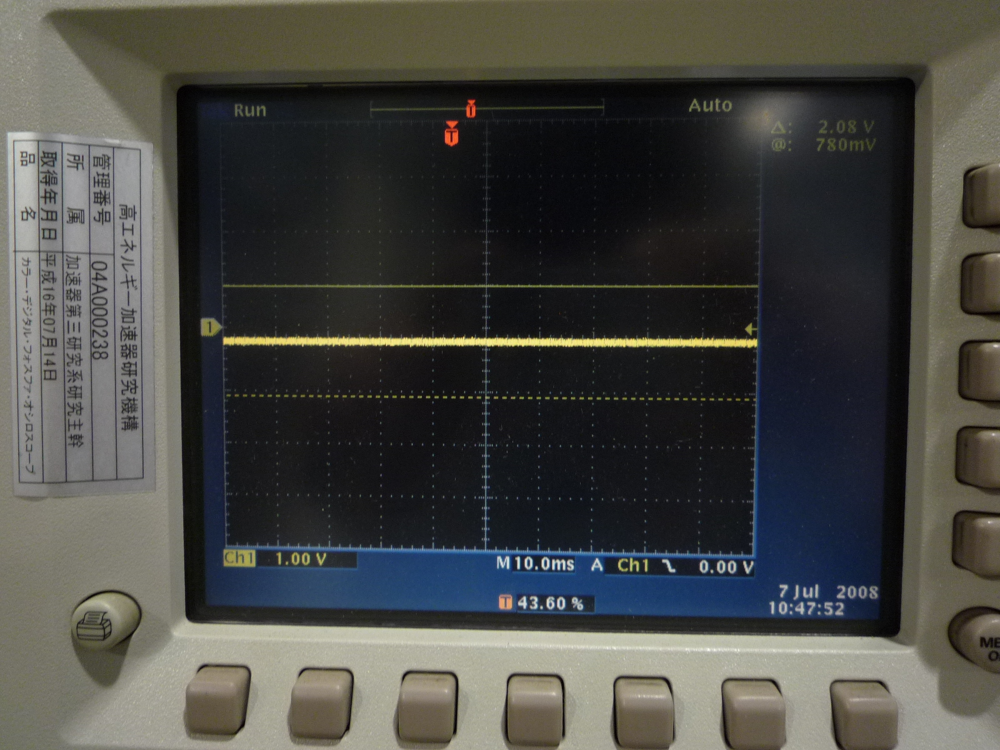 Run
Auto
Δ: 2.08 V
@: 780mV
T
T
1
Ch1 1.00 V
M 10.0ms A Ch1 0.00 V
T 43.60 %
7 Jul 2008
10:47:52
高エネルギー加速器研究機構
管理番号 04A000238
所属 加速器第三研究系研究主幹
取得年月日 平成16年07月14日
品名 カラー・デジタル・フォスファ・オシロスコープ